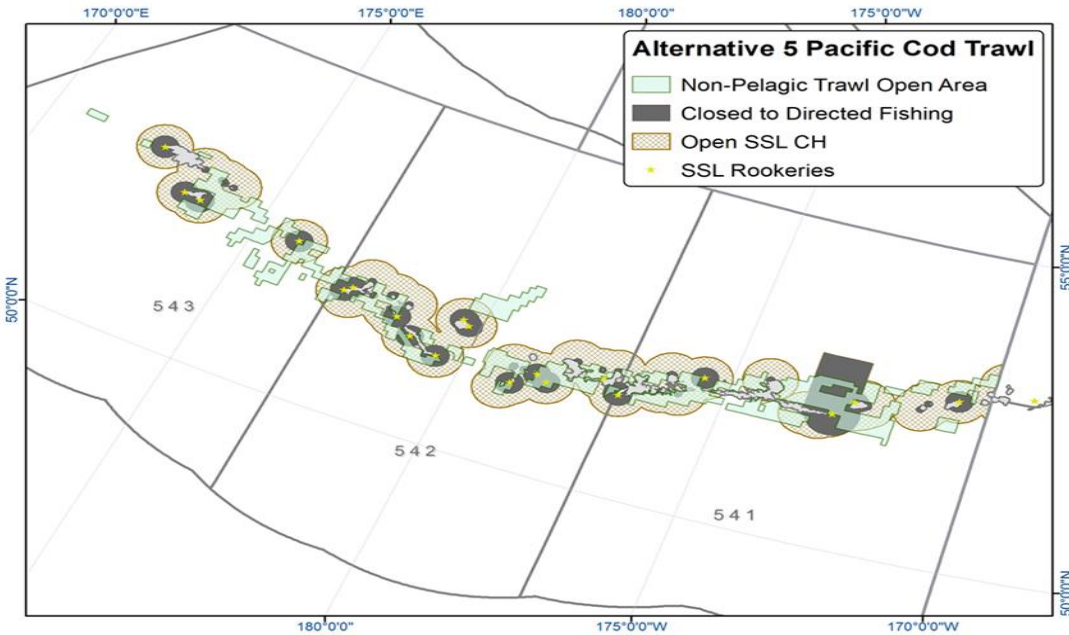 170°0'0"E 175°0'0"E 180°0'0" 175°0'0"W
Alternative 5 Pacific Cod Trawl
Non-Pelagic Trawl Open Area
Closed to Directed Fishing
Open SSL CH
SSL Rookeries
55°0'0"N
50°0'0"N
543
542
541
50°0'0"N
180°0'0" 175°0'0"W 170°0'0"W